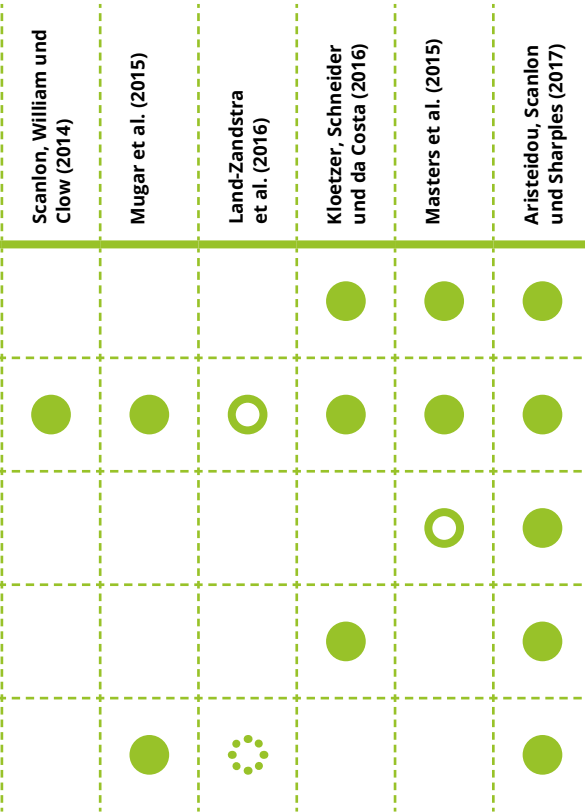 Scanlon, William und
Clow (2014)
Mugar et al. (2015)
Land-Zandstra
et al. (2016)
Kloetzer, Schneider
und da Costa (2016)
Masters et al. (2015)
Aristeidou, Scanlon
und Sharples (2017)